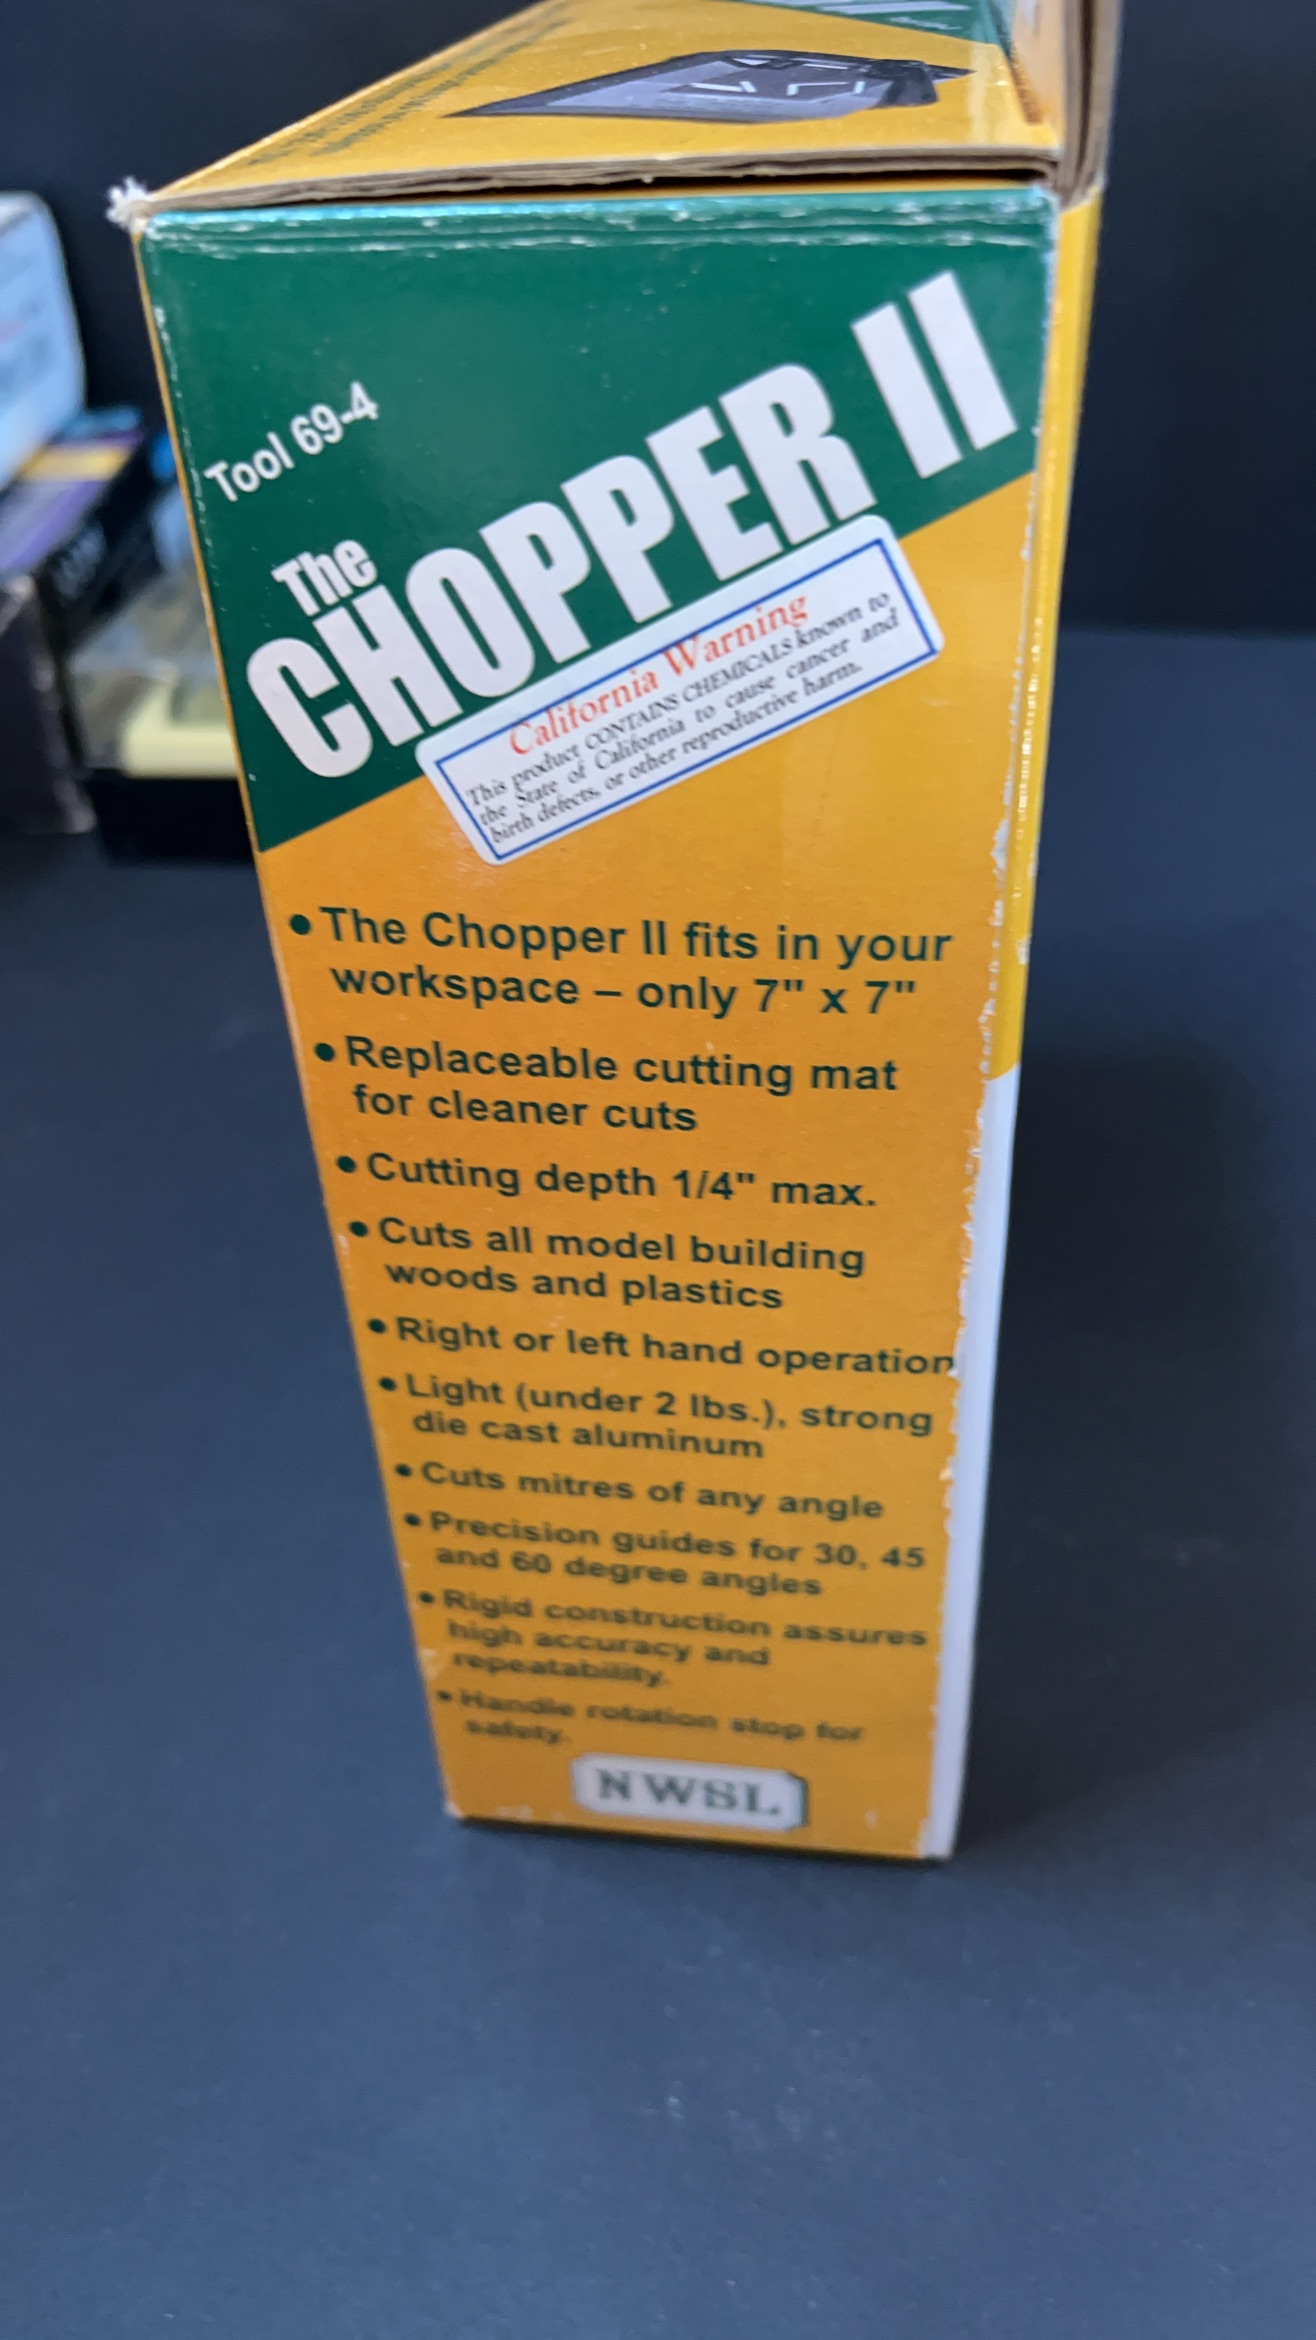 Tool 69-4
The
CHOPPER II
California Warning
This product CONTAINS CHEMICALS known to
the State of California to cause cancer and
birth defects, or other reproductive harm.
• The Chopper II fits in your
workspace – only 7" x 7"
• Replaceable cutting mat
for cleaner cuts
• Cutting depth 1/4" max.
• Cuts all model building
woods and plastics
• Right or left hand operation
• Light (under 2 lbs.), strong
die cast aluminum
• Cuts mitres of any angle
• Precision guides for 30, 45
and 60 degree angles
• Rigid construction assures
high accuracy and
repeatability.
• Handle rotation stop for
safety.
NWSL